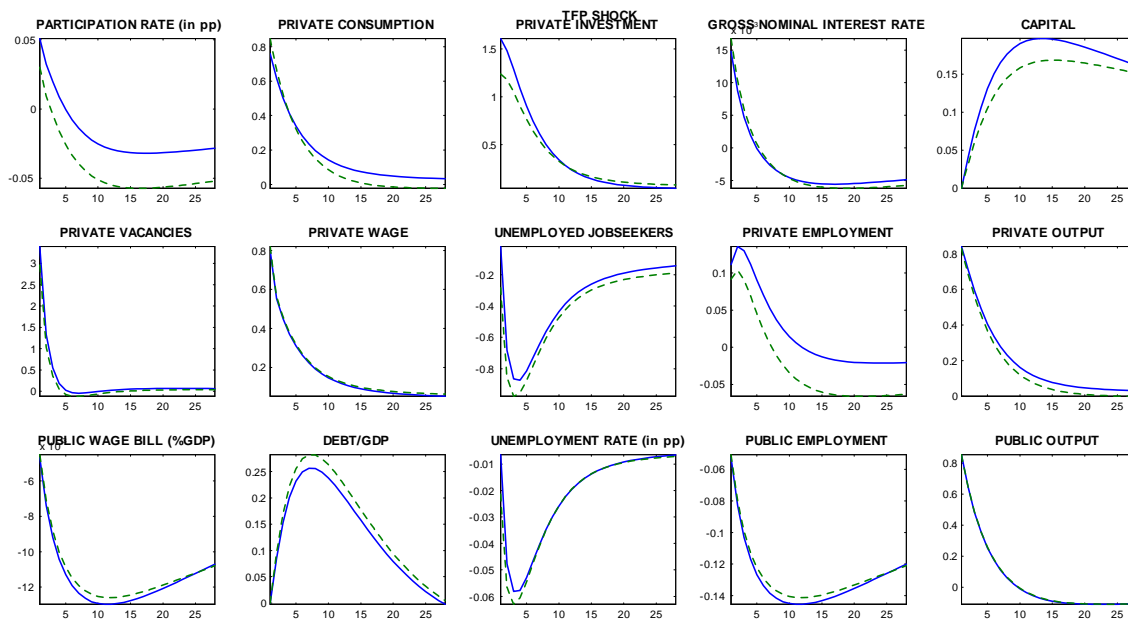 TFP SHOCK
PARTICIPATION RATE (in pp)
0.05
0
-0.05
5 10 15 20 25
PRIVATE CONSUMPTION
0.8
0.6
0.4
0.2
0
5 10 15 20 25
PRIVATE INVESTMENT
1.5
1
0.5
5 10 15 20 25
GROSS NOMINAL INTEREST RATE
x 10
15
10
5
0
-5
5 10 15 20 25
CAPITAL
0.15
0.1
0.05
0
5 10 15 20 25
PRIVATE VACANCIES
3
2.5
2
1.5
1
0.5
0
5 10 15 20 25
PRIVATE WAGE
0.8
0.6
0.4
0.2
5 10 15 20 25
UNEMPLOYED JOBSEEKERS
-0.2
-0.4
-0.6
-0.8
5 10 15 20 25
PRIVATE EMPLOYMENT
0.1
0.05
0
-0.05
5 10 15 20 25
PRIVATE OUTPUT
0.8
0.6
0.4
0.2
0
5 10 15 20 25
PUBLIC WAGE BILL (%GDP)
x 10
-6
-8
-10
-12
5 10 15 20 25
DEBT/GDP
0.25
0.2
0.15
0.1
0.05
0
5 10 15 20 25
UNEMPLOYMENT RATE (in pp)
-0.01
-0.02
-0.03
-0.04
-0.05
-0.06
5 10 15 20 25
PUBLIC EMPLOYMENT
-0.06
-0.08
-0.1
-0.12
-0.14
5 10 15 20 25
PUBLIC OUTPUT
0.8
0.6
0.4
0.2
0
5 10 15 20 25